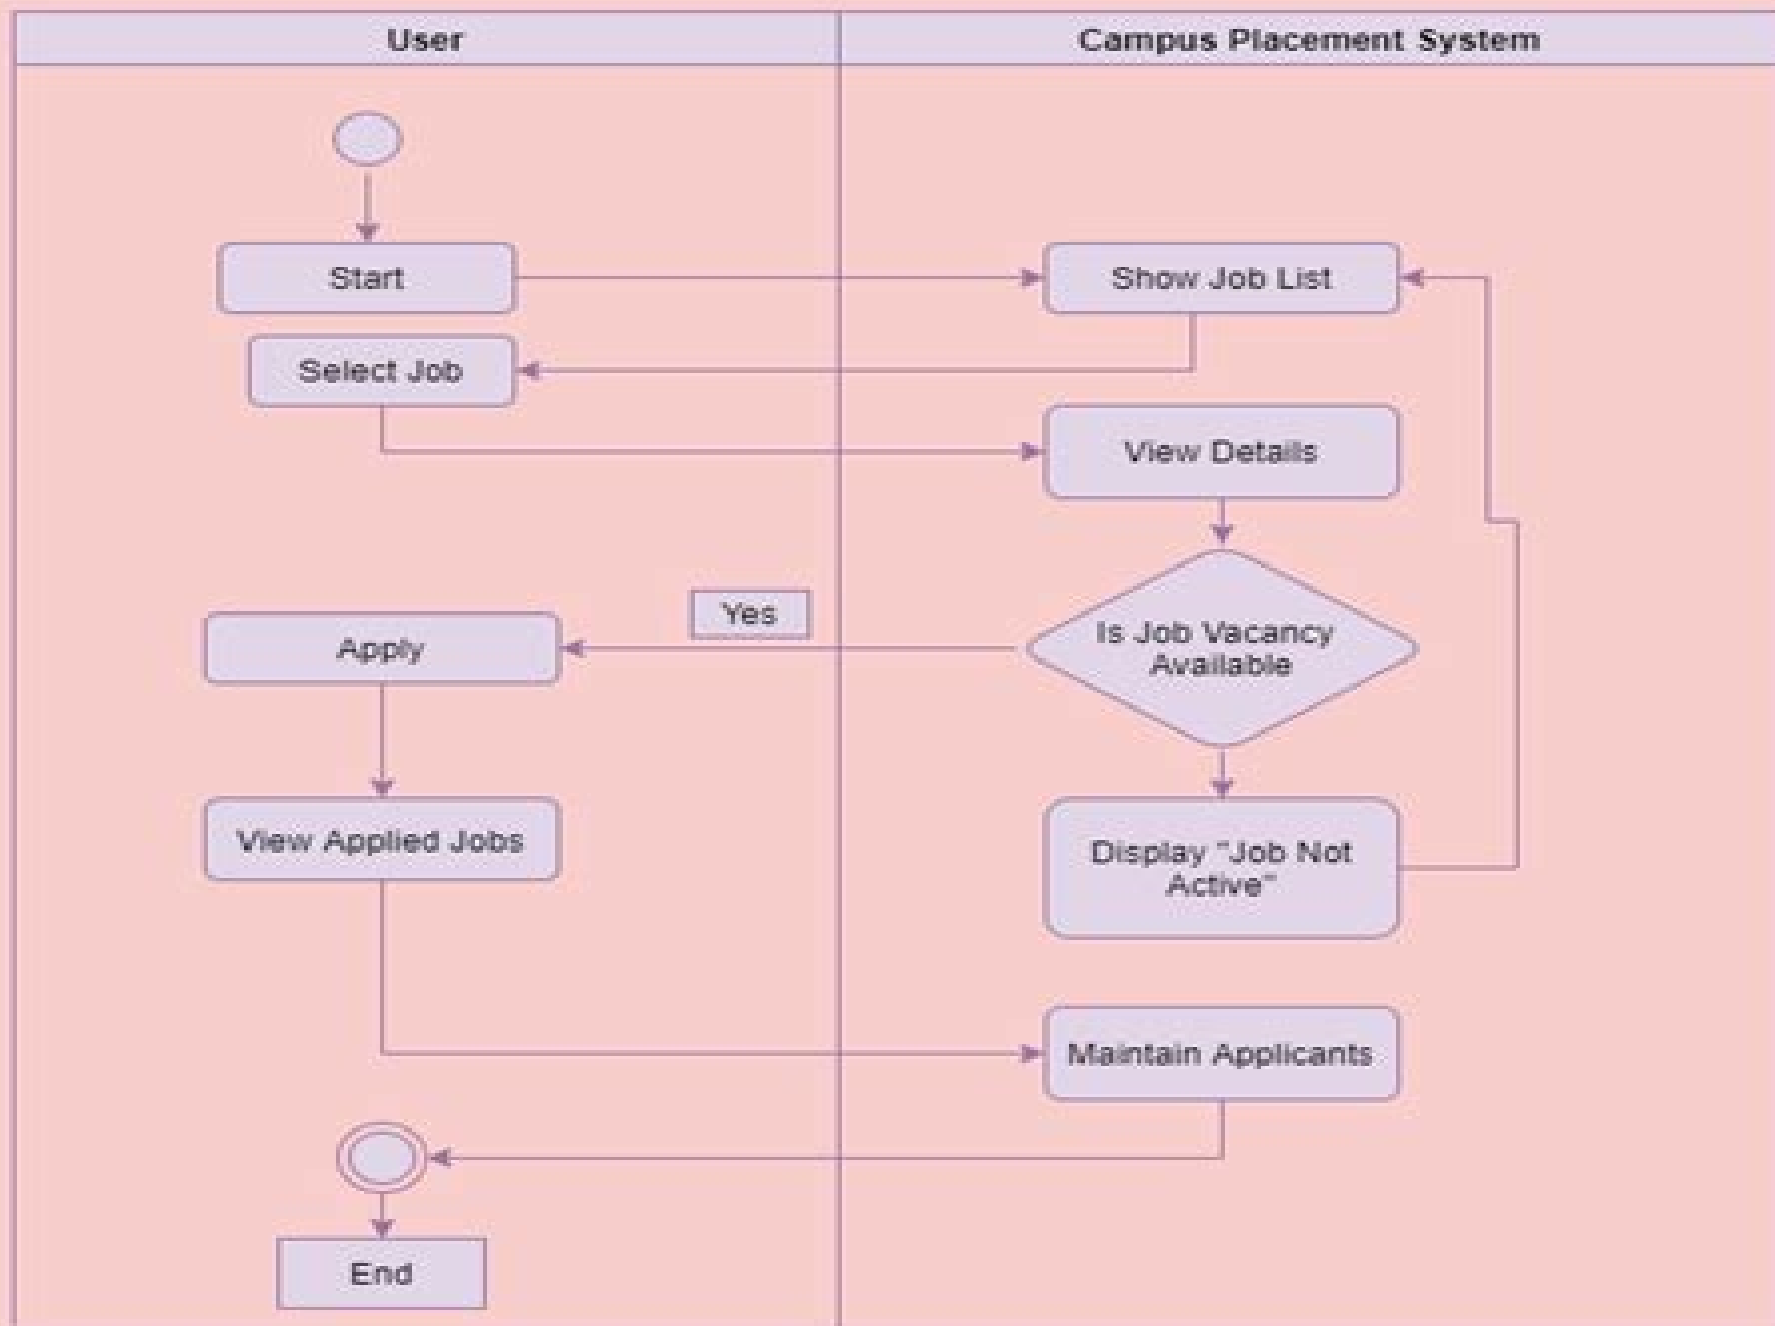 User
Campus Placement System
Start
Show Job List
Select Job
View Details
Yes
Is Job Vacancy
Available
Apply
View Applied Jobs
Display "Job Not
Active"
Maintain Applicants
End